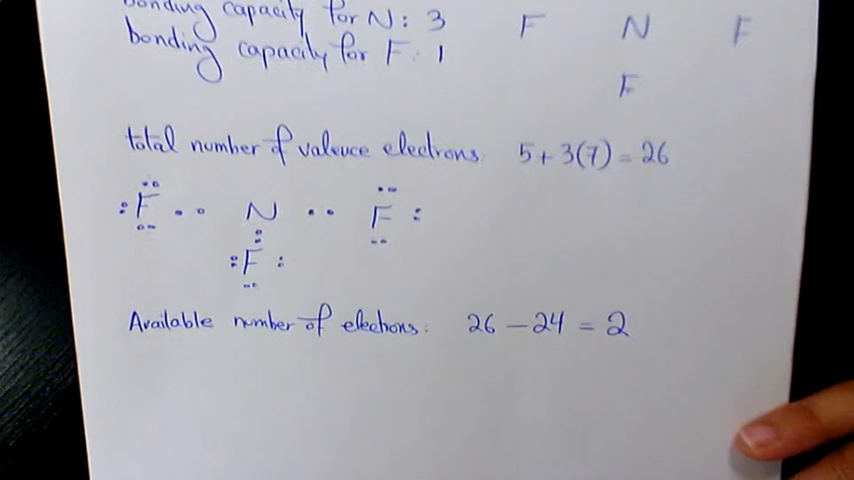 bonding capacity for N: 3
bonding capacity for F: 1
F N F
F
total number of valence electrons: 5 + 3(7) = 26
F N F
F
Available number of electrons: 26 - 24 = 2